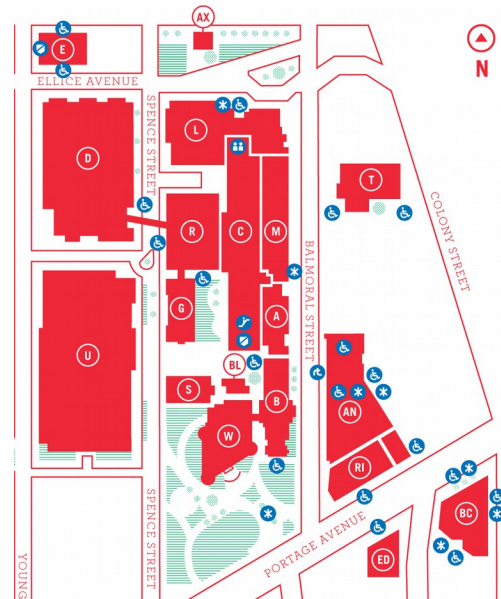 AX
E
N
ELLICE AVENUE
SPENCE STREET
L
D
T
COLONY STREET
R
C
M
BALMORAL STREET
G
A
U
BL
S
B
AN
W
RI
BC
SPENCE STREET
PORTAGE AVENUE
ED
YOUNG